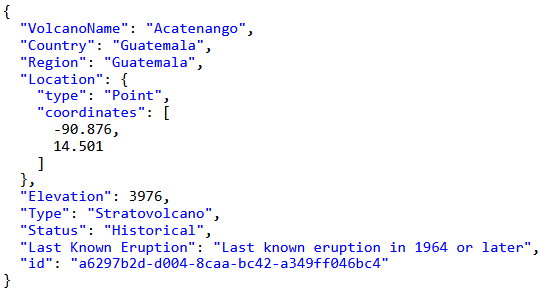 {
  "VolcanoName": "Acatenango",
  "Country": "Guatemala",
  "Region": "Guatemala",
  "Location": {
    "type": "Point",
    "coordinates": [
      -90.876,
      14.501
    ]
  },
  "Elevation": 3976,
  "Type": "Stratovolcano",
  "Status": "Historical",
  "Last Known Eruption": "Last known eruption in 1964 or later",
  "id": "a6297b2d-d004-8caa-bc42-a349ff046bc4"
}